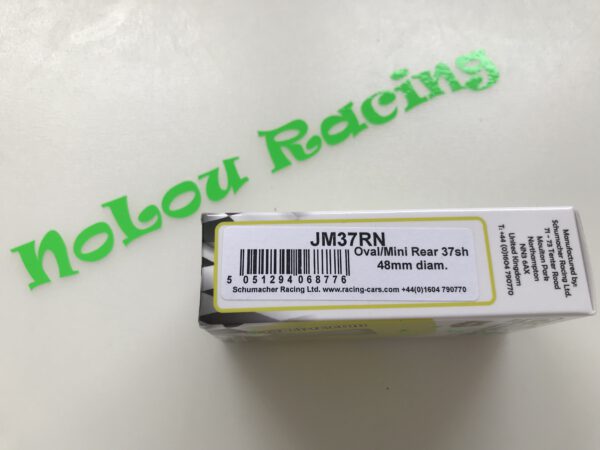 NoLou Racing
JM37RN
Oval/Mini Rear 37sh
48mm diam.
5 051294 068776
Schumacher Racing Ltd. www.racing-cars.com +44(0)1604 790770
Manufactured by:
Schumacher Racing Ltd.
71 - 73 Tenter Road
Moulton Park
Northampton
NN3 6AX
United Kingdom
T: +44 (0)1604 790770